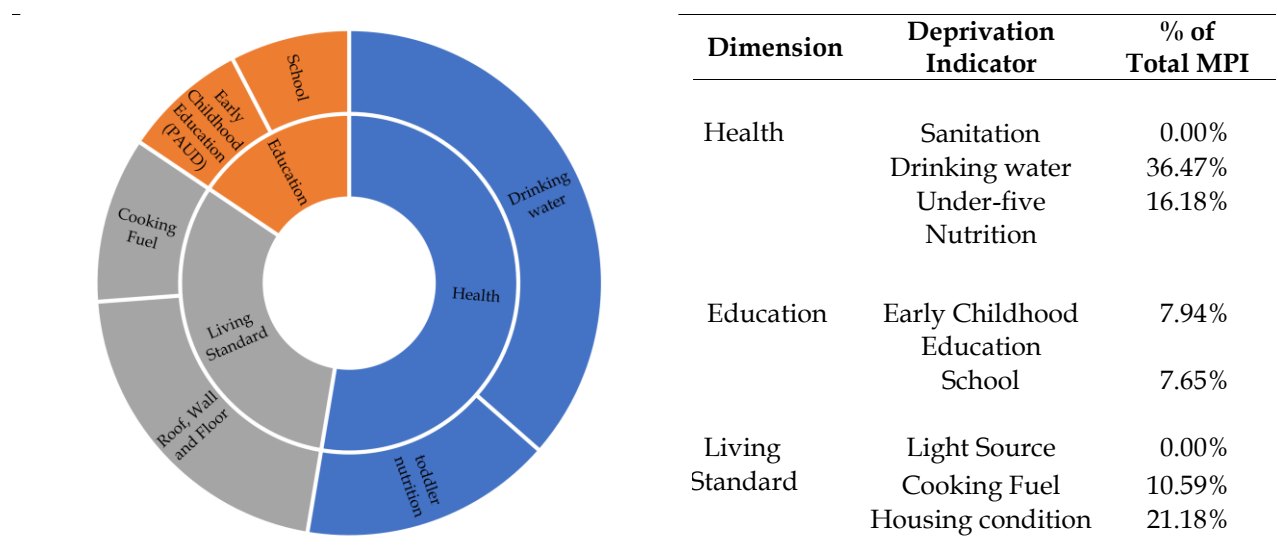 School
Early
Childhood
Education
(PAUD)
Education
Drinking
water
Cooking
Fuel
Health
Living
Standard
Roof, Wall
and Floor
toddler
nutrition
Dimension Deprivation Indicator % of Total MPI
Health Sanitation 0.00%
Drinking water 36.47%
Under-five 16.18%
Nutrition
Education Early Childhood 7.94%
Education
School 7.65%
Living Light Source 0.00%
Standard Cooking Fuel 10.59%
Housing condition 21.18%